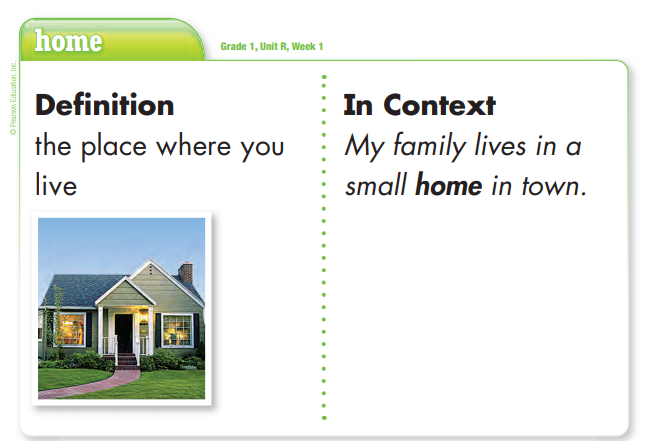 home
Grade 1, Unit R, Week 1
© Pearson Education, Inc.
Definition
the place where you
live
In Context
My family lives in a
small home in town.